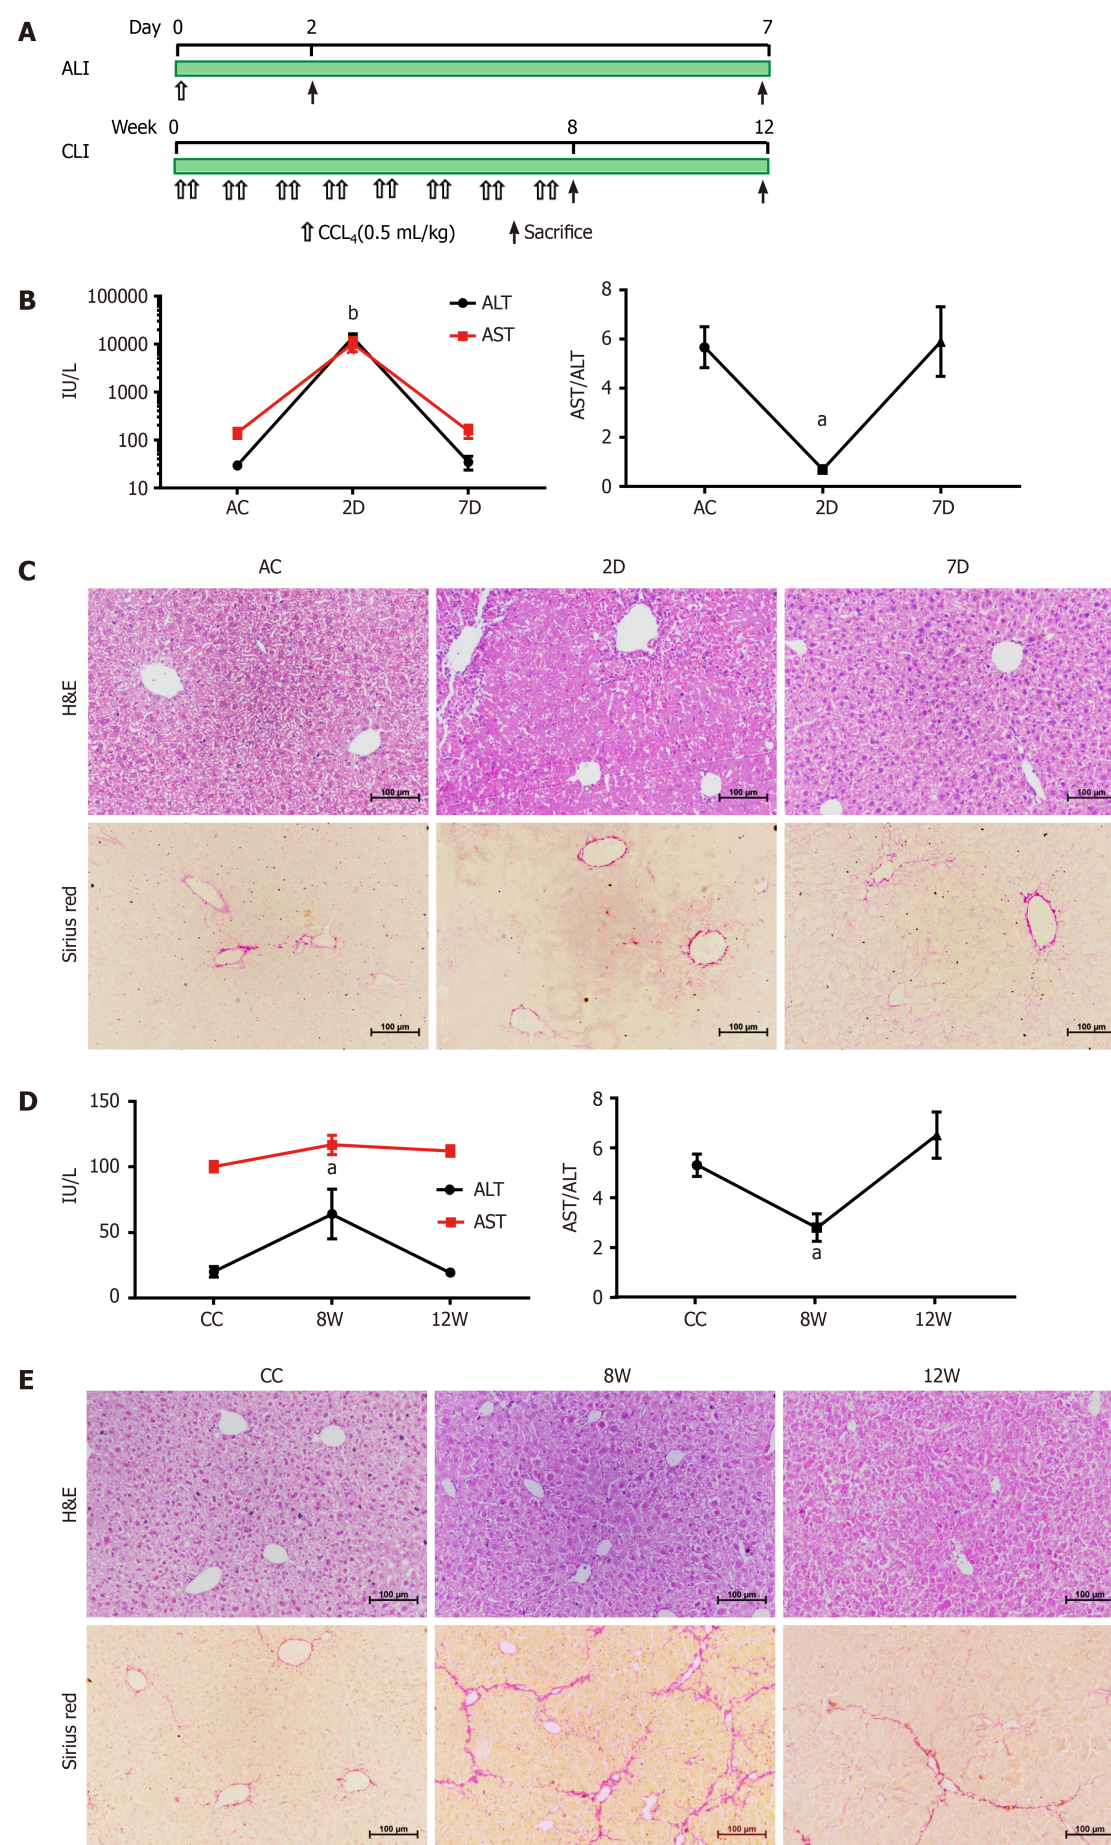 A
Day 0 2 7
ALI
Week 0 8 12
CLI
⇧CCL₄(0.5 mL/kg) ↑Sacrifice
B
100000
10000
1000
100
10
IU/L
b
ALT
AST
AC 2D 7D
8
6
4
2
0
AST/ALT
a
AC 2D 7D
C
AC 2D 7D
H&E
100 μm 100 μm 100 μm
Sirius red
100 μm 100 μm 100 μm
D
150
100
50
0
IU/L
a
ALT
AST
CC 8W 12W
8
6
4
2
0
AST/ALT
a
CC 8W 12W
E
CC 8W 12W
H&E
100 μm 100 μm 100 μm
Sirius red
100 μm 100 μm 100 μm